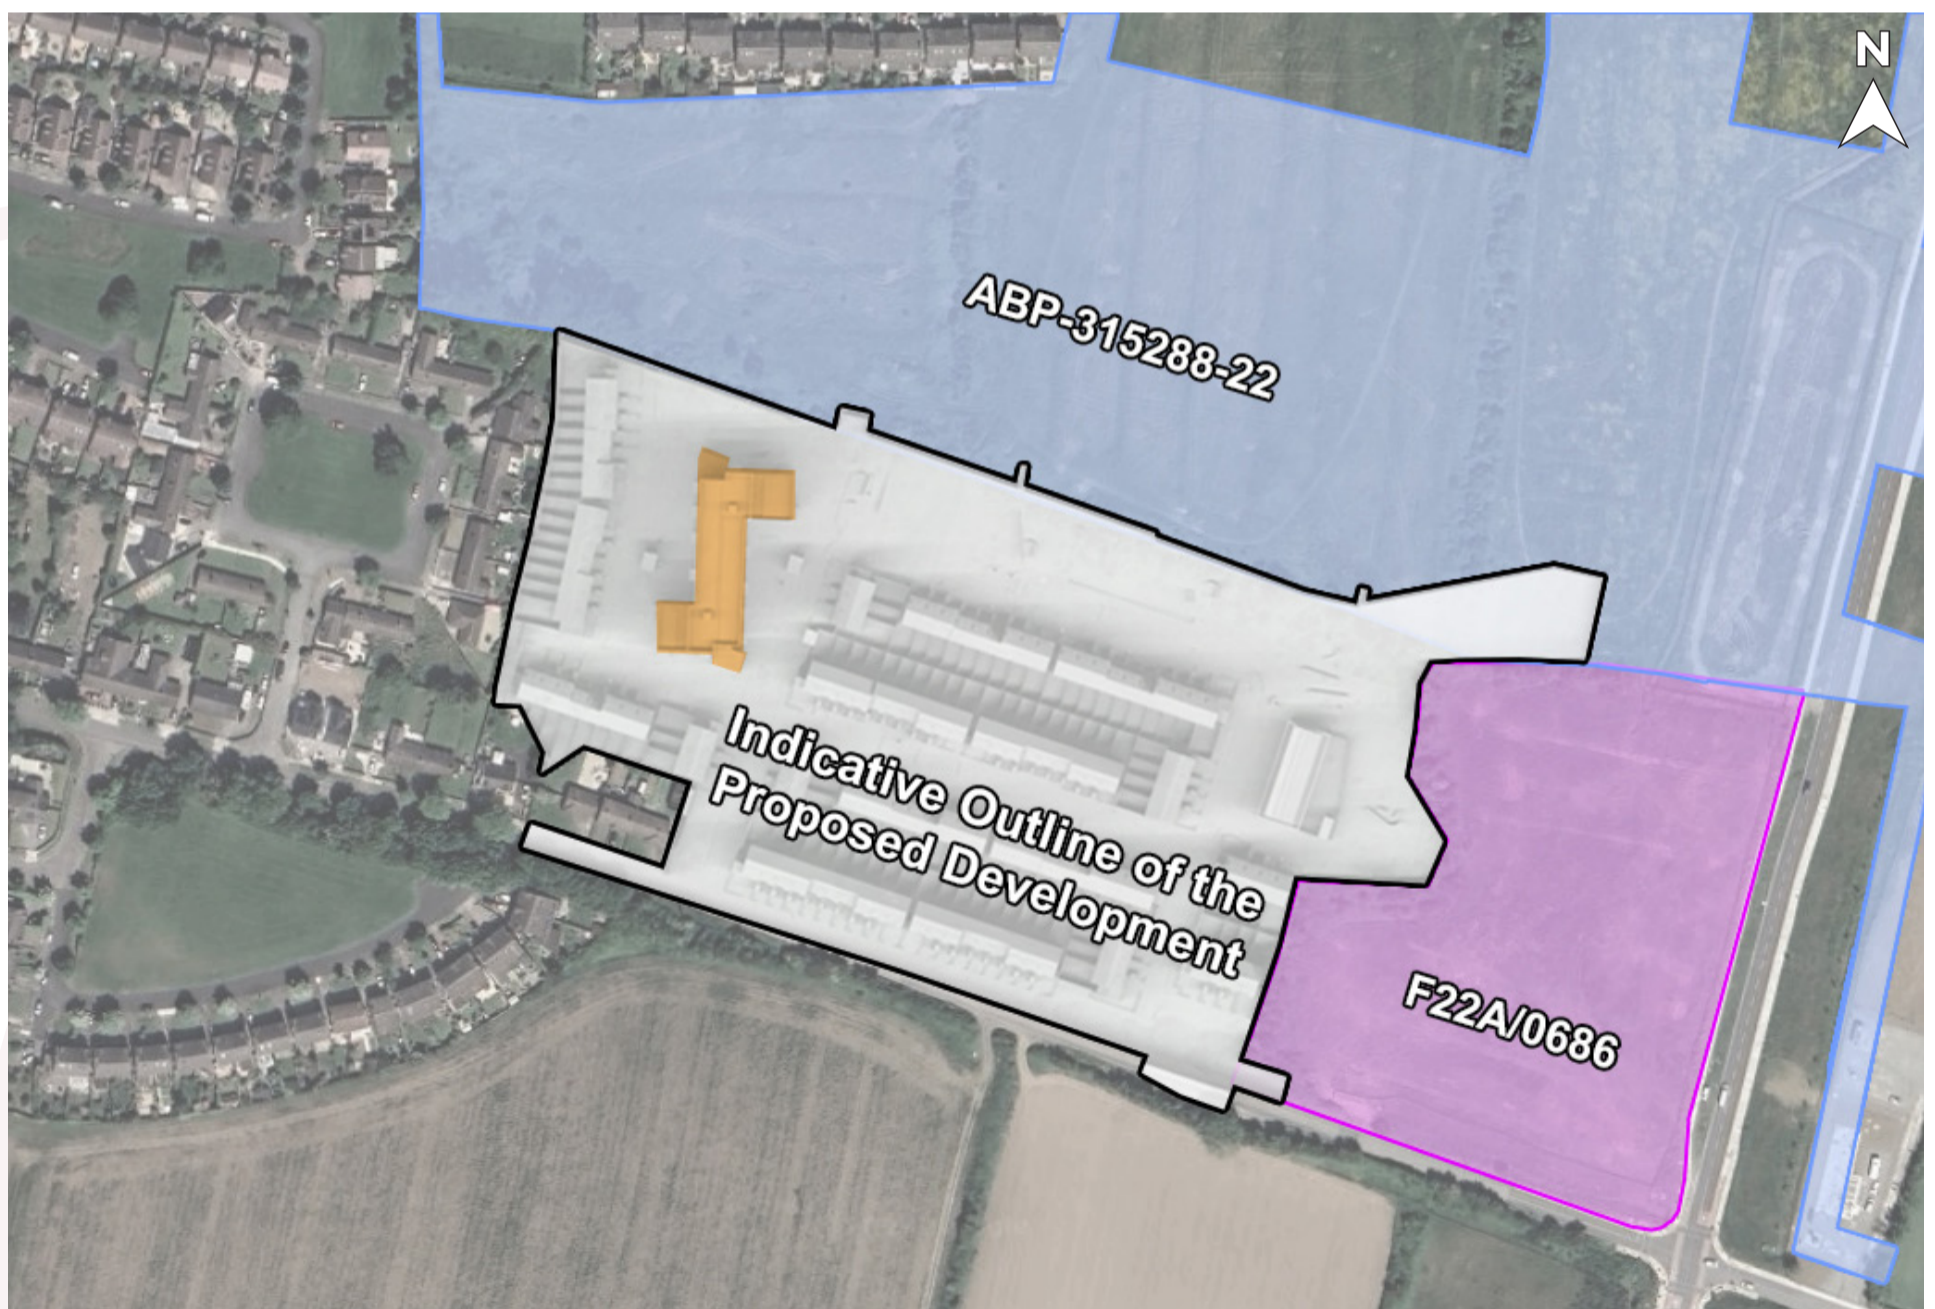 N
ABP-315288-22
Indicative Outline of the
Proposed Development
F22A/0686